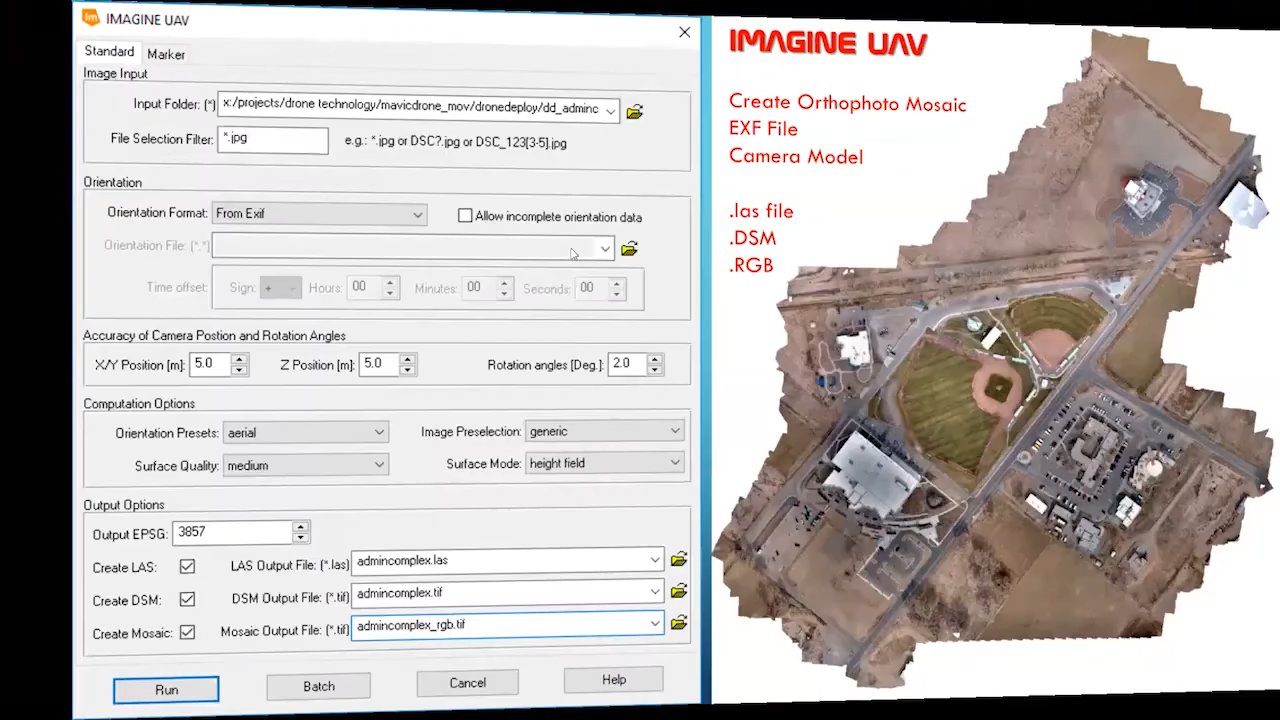 IMAGINE UAV
Standard
Marker
Image Input
Input Folder: (*)
x:/projects/drone technology/mavicdrone_mov/dronedeploy/dd_adminc
File Selection Filter:
*.jpg
e.g.: *.jpg or DSC?.jpg or DSC_123[3-5].jpg
Orientation
Orientation Format:
From Exif
Allow incomplete orientation data
Orientation File: (*.*)
Time offset:
Sign:
+
Hours:
00
Minutes:
00
Seconds:
00
Accuracy of Camera Postion and Rotation Angles
X/Y Position [m]:
5.0
Z Position [m]:
5.0
Rotation angles [Deg.]:
2.0
Computation Options
Orientation Presets:
aerial
Image Preselection:
generic
Surface Quality:
medium
Surface Mode:
height field
Output Options
Output EPSG:
3857
Create LAS:
LAS Output File: (*.las)
admincomplex.las
Create DSM:
DSM Output File: (*.tif)
admincomplex.tif
Create Mosaic:
Mosaic Output File: (*.tif)
admincomplex_rgb.tif
Run
Batch
Cancel
Help
IMAGINE UAV
Create Orthophoto Mosaic
EXF File
Camera Model
.las file
.DSM
.RGB